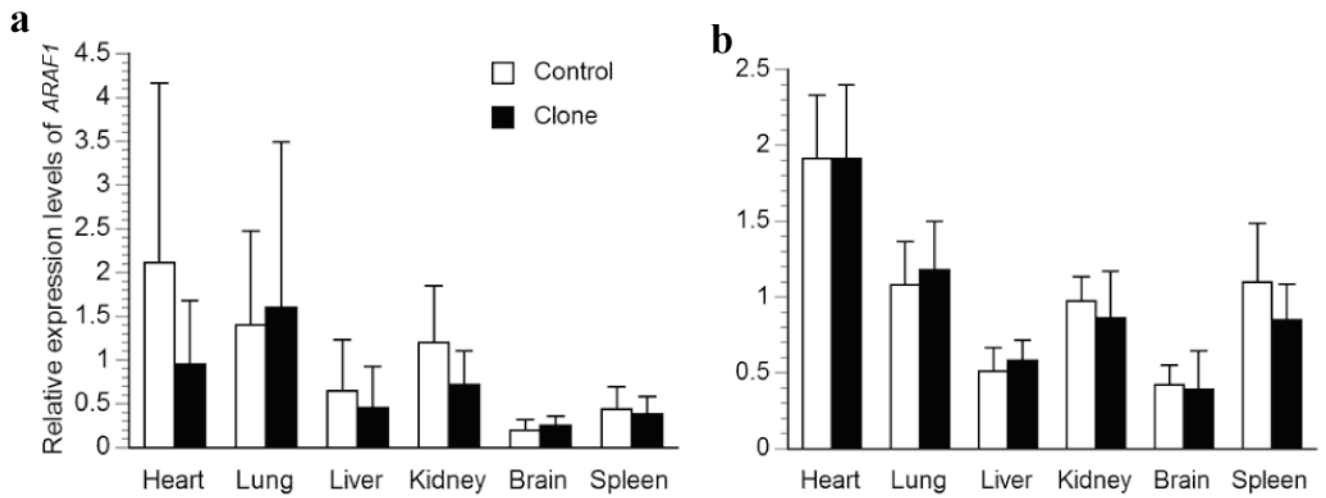 a
Relative expression levels of ARAF1
4.5
4
3.5
3
2.5
2
1.5
1
0.5
0
Control
Clone
Heart Lung Liver Kidney Brain Spleen
b
2.5
2
1.5
1
0.5
0
Heart Lung Liver Kidney Brain Spleen